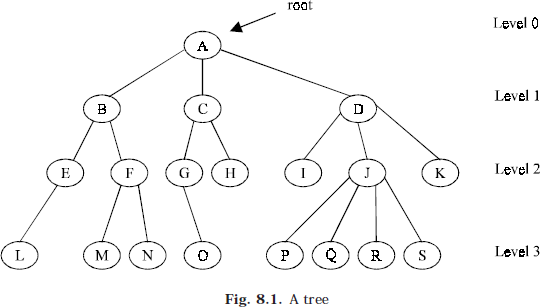 root
Level 0
A
Level 1
B C D
Level 2
E F G H I J K
Level 3
L M N O P Q R S
Fig. 8.1. A tree